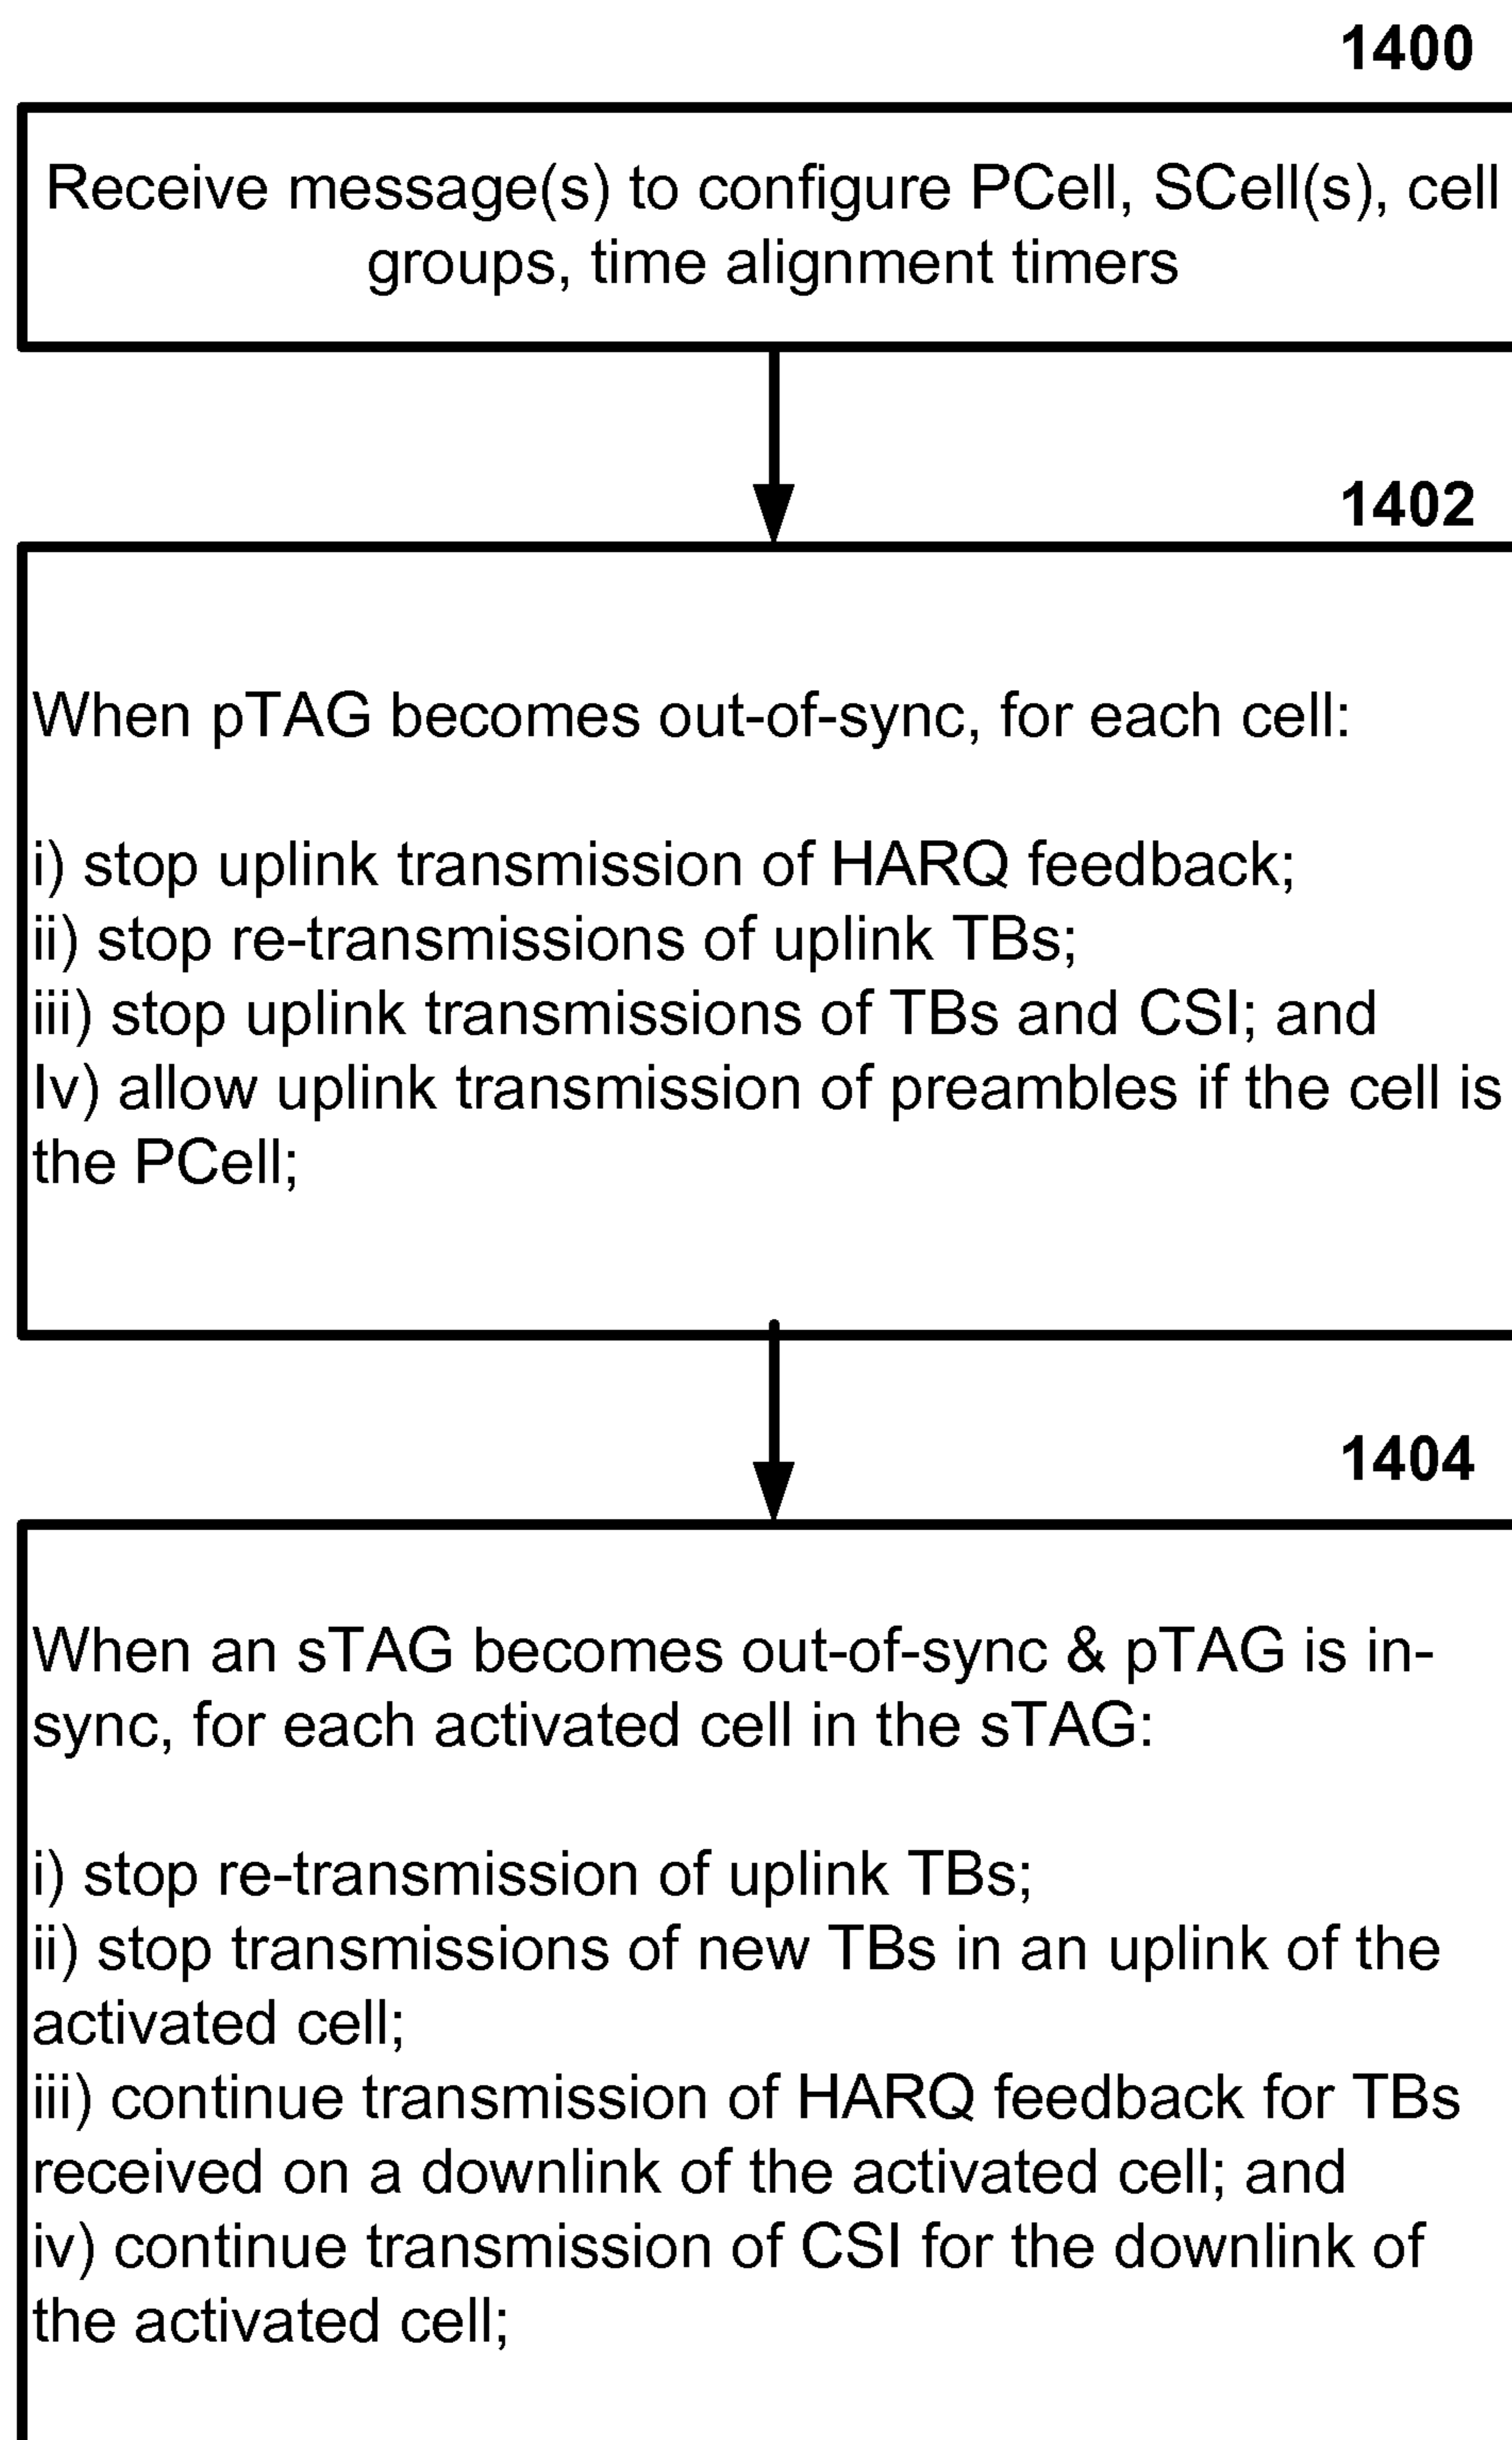 1400
Receive message(s) to configure PCell, SCell(s), cell
groups, time alignment timers
1402
When pTAG becomes out-of-sync, for each cell:
i) stop uplink transmission of HARQ feedback;
ii) stop re-transmissions of uplink TBs;
iii) stop uplink transmissions of TBs and CSI; and
Iv) allow uplink transmission of preambles if the cell is
the PCell;
1404
When an sTAG becomes out-of-sync & pTAG is in-
sync, for each activated cell in the sTAG:
i) stop re-transmission of uplink TBs;
ii) stop transmissions of new TBs in an uplink of the
activated cell;
iii) continue transmission of HARQ feedback for TBs
received on a downlink of the activated cell; and
iv) continue transmission of CSI for the downlink of
the activated cell;